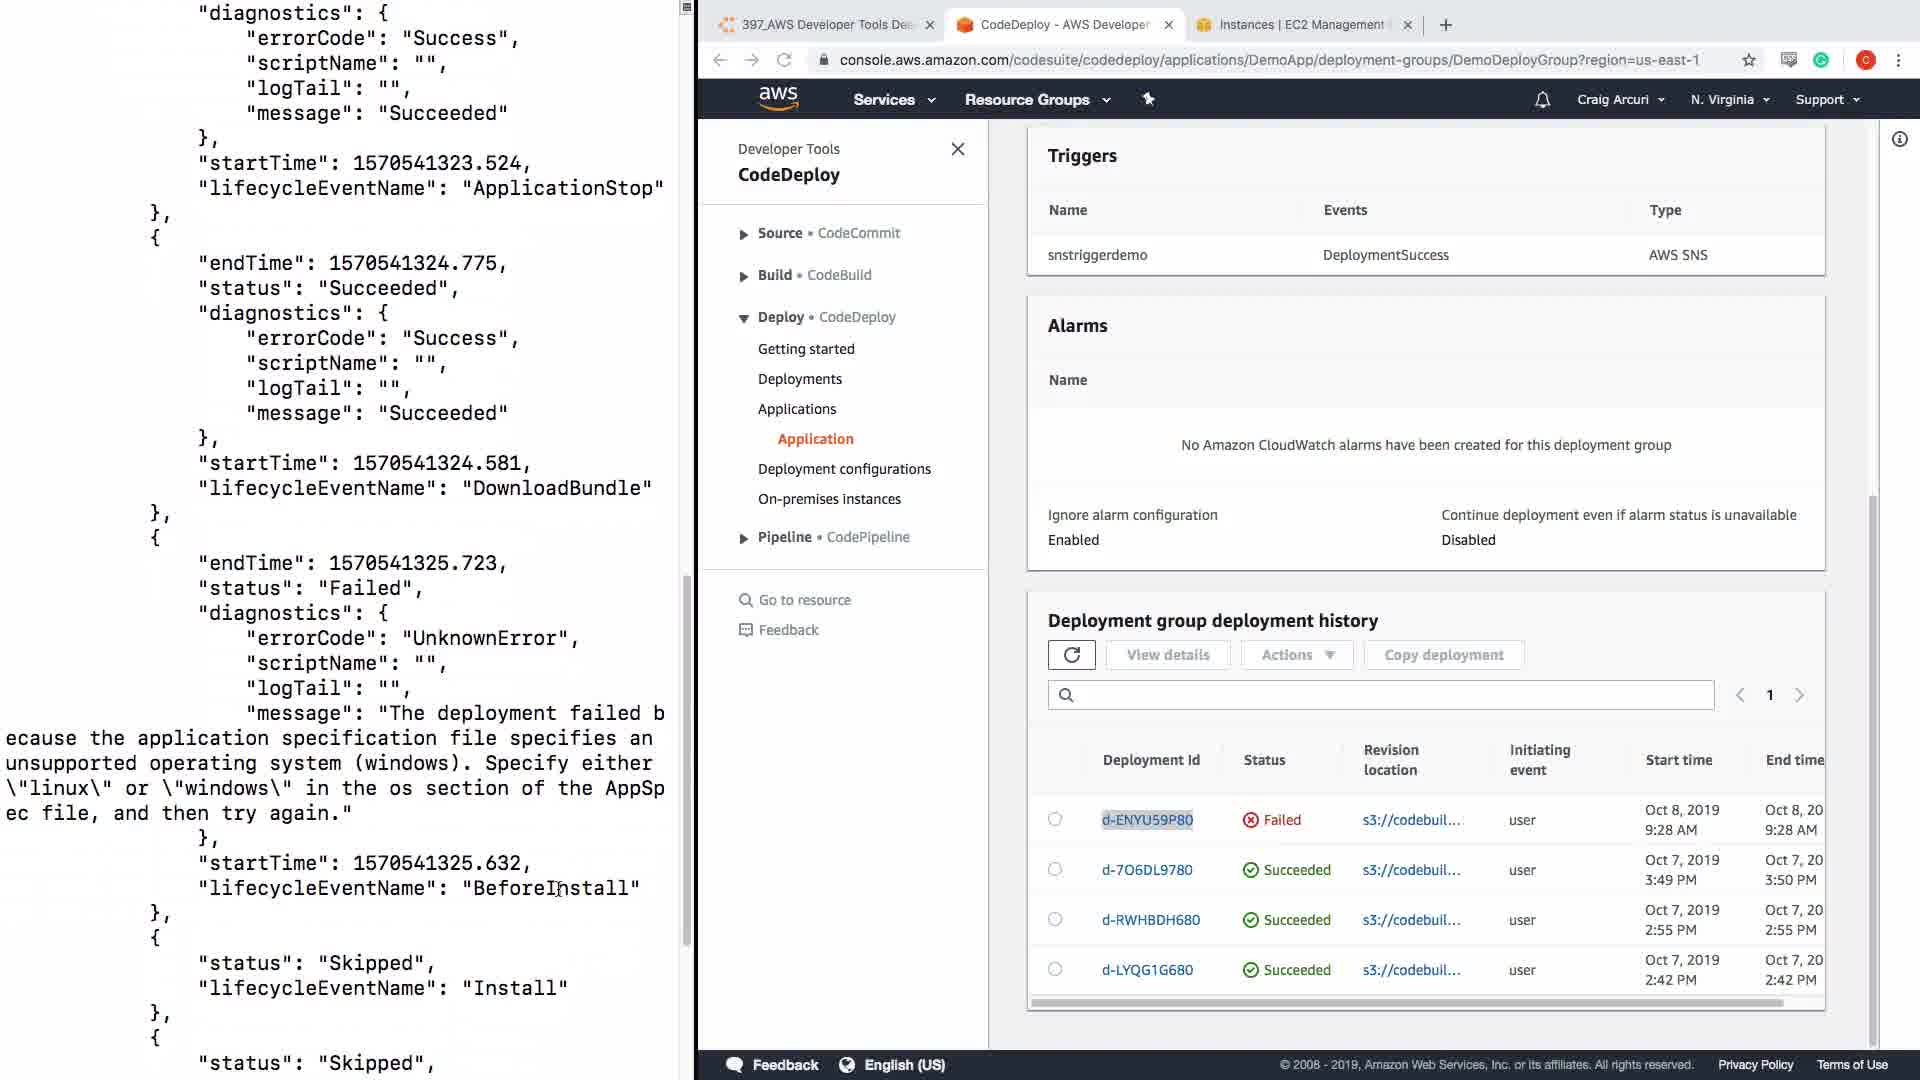 "diagnostics": {
"errorCode": "Success",
"scriptName": "",
"logTail": "",
"message": "Succeeded"
},
"startTime": 1570541323.524,
"lifecycleEventName": "ApplicationStop"
},
{
"endTime": 1570541324.775,
"status": "Succeeded",
"diagnostics": {
"errorCode": "Success",
"scriptName": "",
"logTail": "",
"message": "Succeeded"
},
"startTime": 1570541324.581,
"lifecycleEventName": "DownloadBundle"
},
{
"endTime": 1570541325.723,
"status": "Failed",
"diagnostics": {
"errorCode": "UnknownError",
"scriptName": "",
"logTail": "",
"message": "The deployment failed b
ecause the application specification file specifies an
unsupported operating system (windows). Specify either
\"linux\" or \"windows\" in the os section of the AppSp
ec file, and then try again."
},
"startTime": 1570541325.632,
"lifecycleEventName": "BeforeInstall"
},
{
"status": "Skipped",
"lifecycleEventName": "Install"
},
{
"status": "Skipped",
397_AWS Developer Tools Dee
CodeDeploy - AWS Developer
Instances | EC2 Management
console.aws.amazon.com/codesuite/codedeploy/applications/DemoApp/deployment-groups/DemoDeployGroup?region=us-east-1
C
aws
Services
Resource Groups
Craig Arcuri
N. Virginia
Support
Developer Tools
CodeDeploy
Source • CodeCommit
Build • CodeBuild
Deploy • CodeDeploy
Getting started
Deployments
Applications
Application
Deployment configurations
On-premises instances
Pipeline • CodePipeline
Go to resource
Feedback
Triggers
Name Events Type
snstriggerdemo DeploymentSuccess AWS SNS
Alarms
Name
No Amazon CloudWatch alarms have been created for this deployment group
Ignore alarm configuration
Enabled
Continue deployment even if alarm status is unavailable
Disabled
Deployment group deployment history
View details
Actions
Copy deployment
1
Deployment Id Status Revision location Initiating event Start time End time
d-ENYU59P80 Failed s3://codebuil... user Oct 8, 2019 9:28 AM Oct 8, 20 9:28 AM
d-7O6DL9780 Succeeded s3://codebuil... user Oct 7, 2019 3:49 PM Oct 7, 20 3:50 PM
d-RWHBDH680 Succeeded s3://codebuil... user Oct 7, 2019 2:55 PM Oct 7, 20 2:55 PM
d-LYQG1G680 Succeeded s3://codebuil... user Oct 7, 2019 2:42 PM Oct 7, 20 2:42 PM
Feedback
English (US)
© 2008 - 2019, Amazon Web Services, Inc. or its affiliates. All rights reserved.
Privacy Policy
Terms of Use